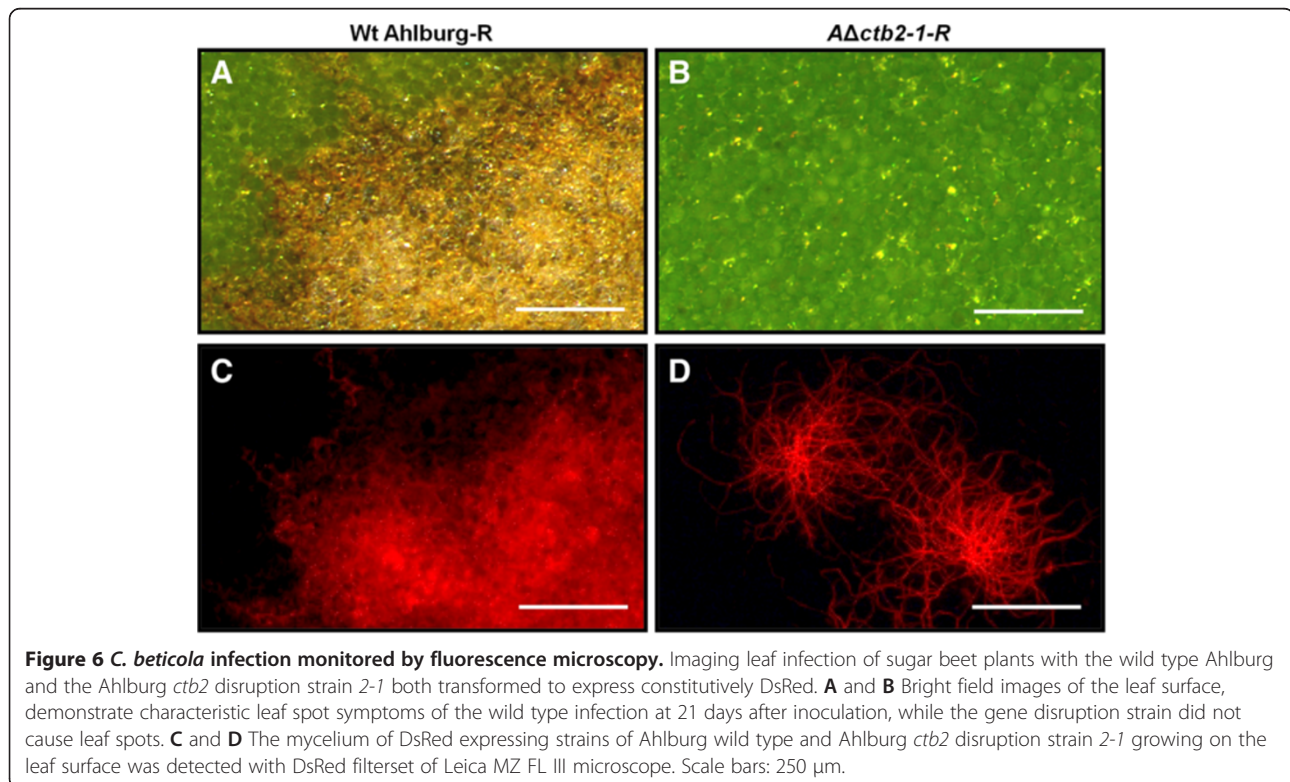 Wt Ahlburg-R
AΔctb2-1-R
A
B
C
D
Figure 6 C. beticola infection monitored by fluorescence microscopy. Imaging leaf infection of sugar beet plants with the wild type Ahlburg
and the Ahlburg ctb2 disruption strain 2-1 both transformed to express constitutively DsRed. A and B Bright field images of the leaf surface,
demonstrate characteristic leaf spot symptoms of the wild type infection at 21 days after inoculation, while the gene disruption strain did not
cause leaf spots. C and D The mycelium of DsRed expressing strains of Ahlburg wild type and Ahlburg ctb2 disruption strain 2-1 growing on the
leaf surface was detected with DsRed filterset of Leica MZ FL III microscope. Scale bars: 250 μm.